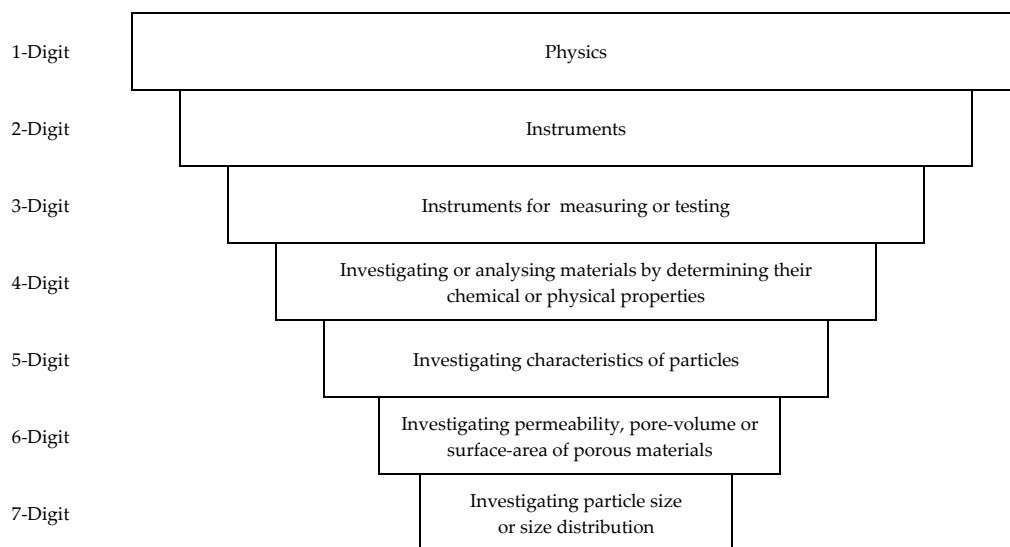 1-Digit
Physics
2-Digit
Instruments
3-Digit
Instruments for measuring or testing
4-Digit
Investigating or analysing materials by determining their
chemical or physical properties
5-Digit
Investigating characteristics of particles
6-Digit
Investigating permeability, pore-volume or
surface-area of porous materials
7-Digit
Investigating particle size
or size distribution